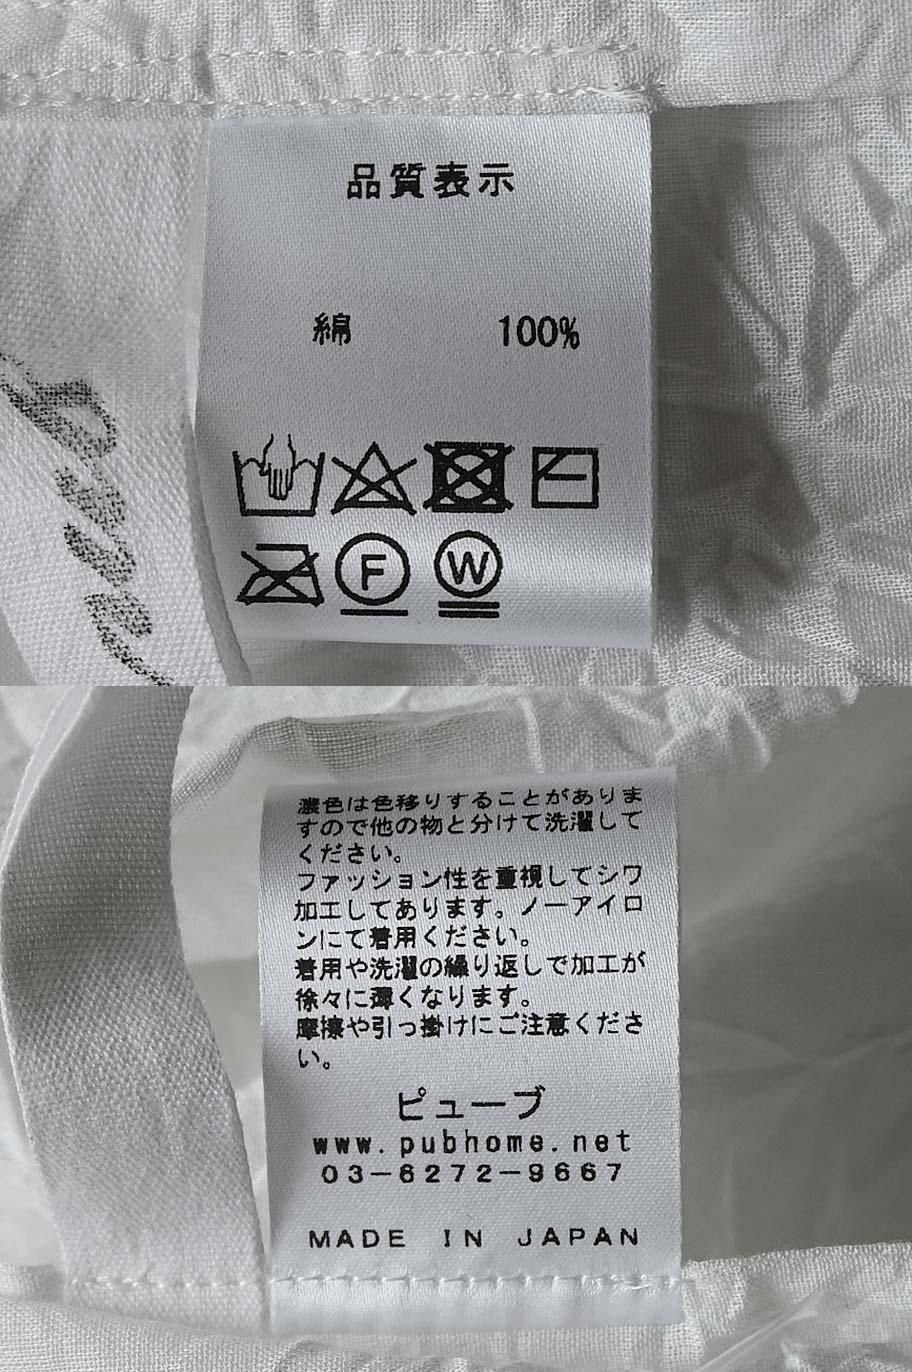 品質表示
綿 100%
F W
濃色は色移りすることがありま
すので他の物と分けて洗濯して
ください。
ファッション性を重視してシワ
加工してあります。ノーアイロ
ンにて着用ください。
着用や洗濯の繰り返しで加工が
徐々に薄くなります。
摩擦や引っ掛けにご注意くださ
い。
ピューブ
www.pubhome.net
03-6272-9667
MADE IN JAPAN